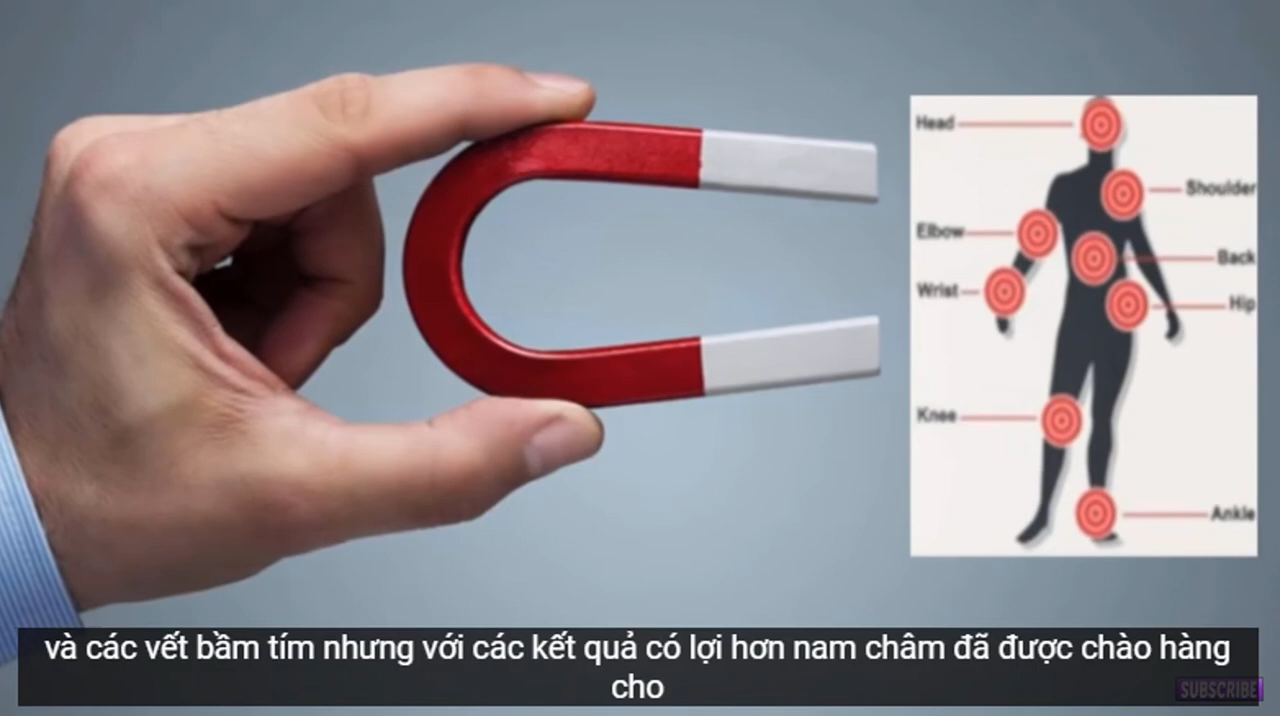 Head
Shoulder
Elbow
Back
Wrist
Hip
Knee
Ankle
và các vết bầm tím nhưng với các kết quả có lợi hơn nam châm đã được chào hàng
cho
SUBSCRIBE